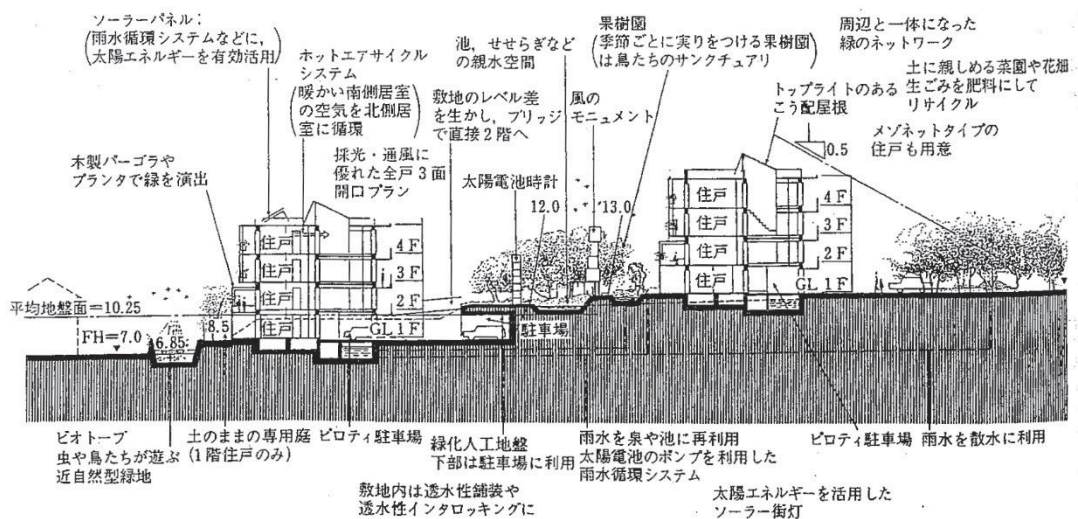 ソーラーパネル；
(雨水循環システムなどに，
太陽エネルギーを有効活用)
ホットエアサイクル
システム
(暖かい南側居室
の空気を北側居
室に循環)
採光・通風に
優れた全戸3面
開口プラン
木製パーゴラや
プランタで緑を演出
池，せせらぎなど
の親水空間
敷地のレベル差
を生かし，ブリッジ
で直接2階へ
太陽電池時計
風の
モニュメント
果樹園
(季節ごとに実りをつける果樹園
は鳥たちのサンクチュアリ)
周辺と一体になった
緑のネットワーク
土に親しめる菜園や花畑
生ごみを肥料にして
リサイクル
トップライトのある
こう配屋根
メゾネットタイプの
住戸も用意
0.5
12.0
13.0
住戸
住戸
住戸
住戸
4F
3F
2F
GL 1F
住戸
住戸
住戸
住戸
4F
3F
2F
GL 1F
平均地盤面=10.25
FH=7.0
6.85
8.5
駐車場
ビオトープ
虫や鳥たちが遊ぶ
近自然型緑地
土のままの専用庭
(1階住戸のみ)
ピロティ駐車場
緑化人工地盤
下部は駐車場に利用
敷地内は透水性舗装や
透水性インタロッキングに
雨水を泉や池に再利用
太陽電池のポンプを利用した
雨水循環システム
ピロティ駐車場
雨水を散水に利用
太陽エネルギーを活用した
ソーラー街灯